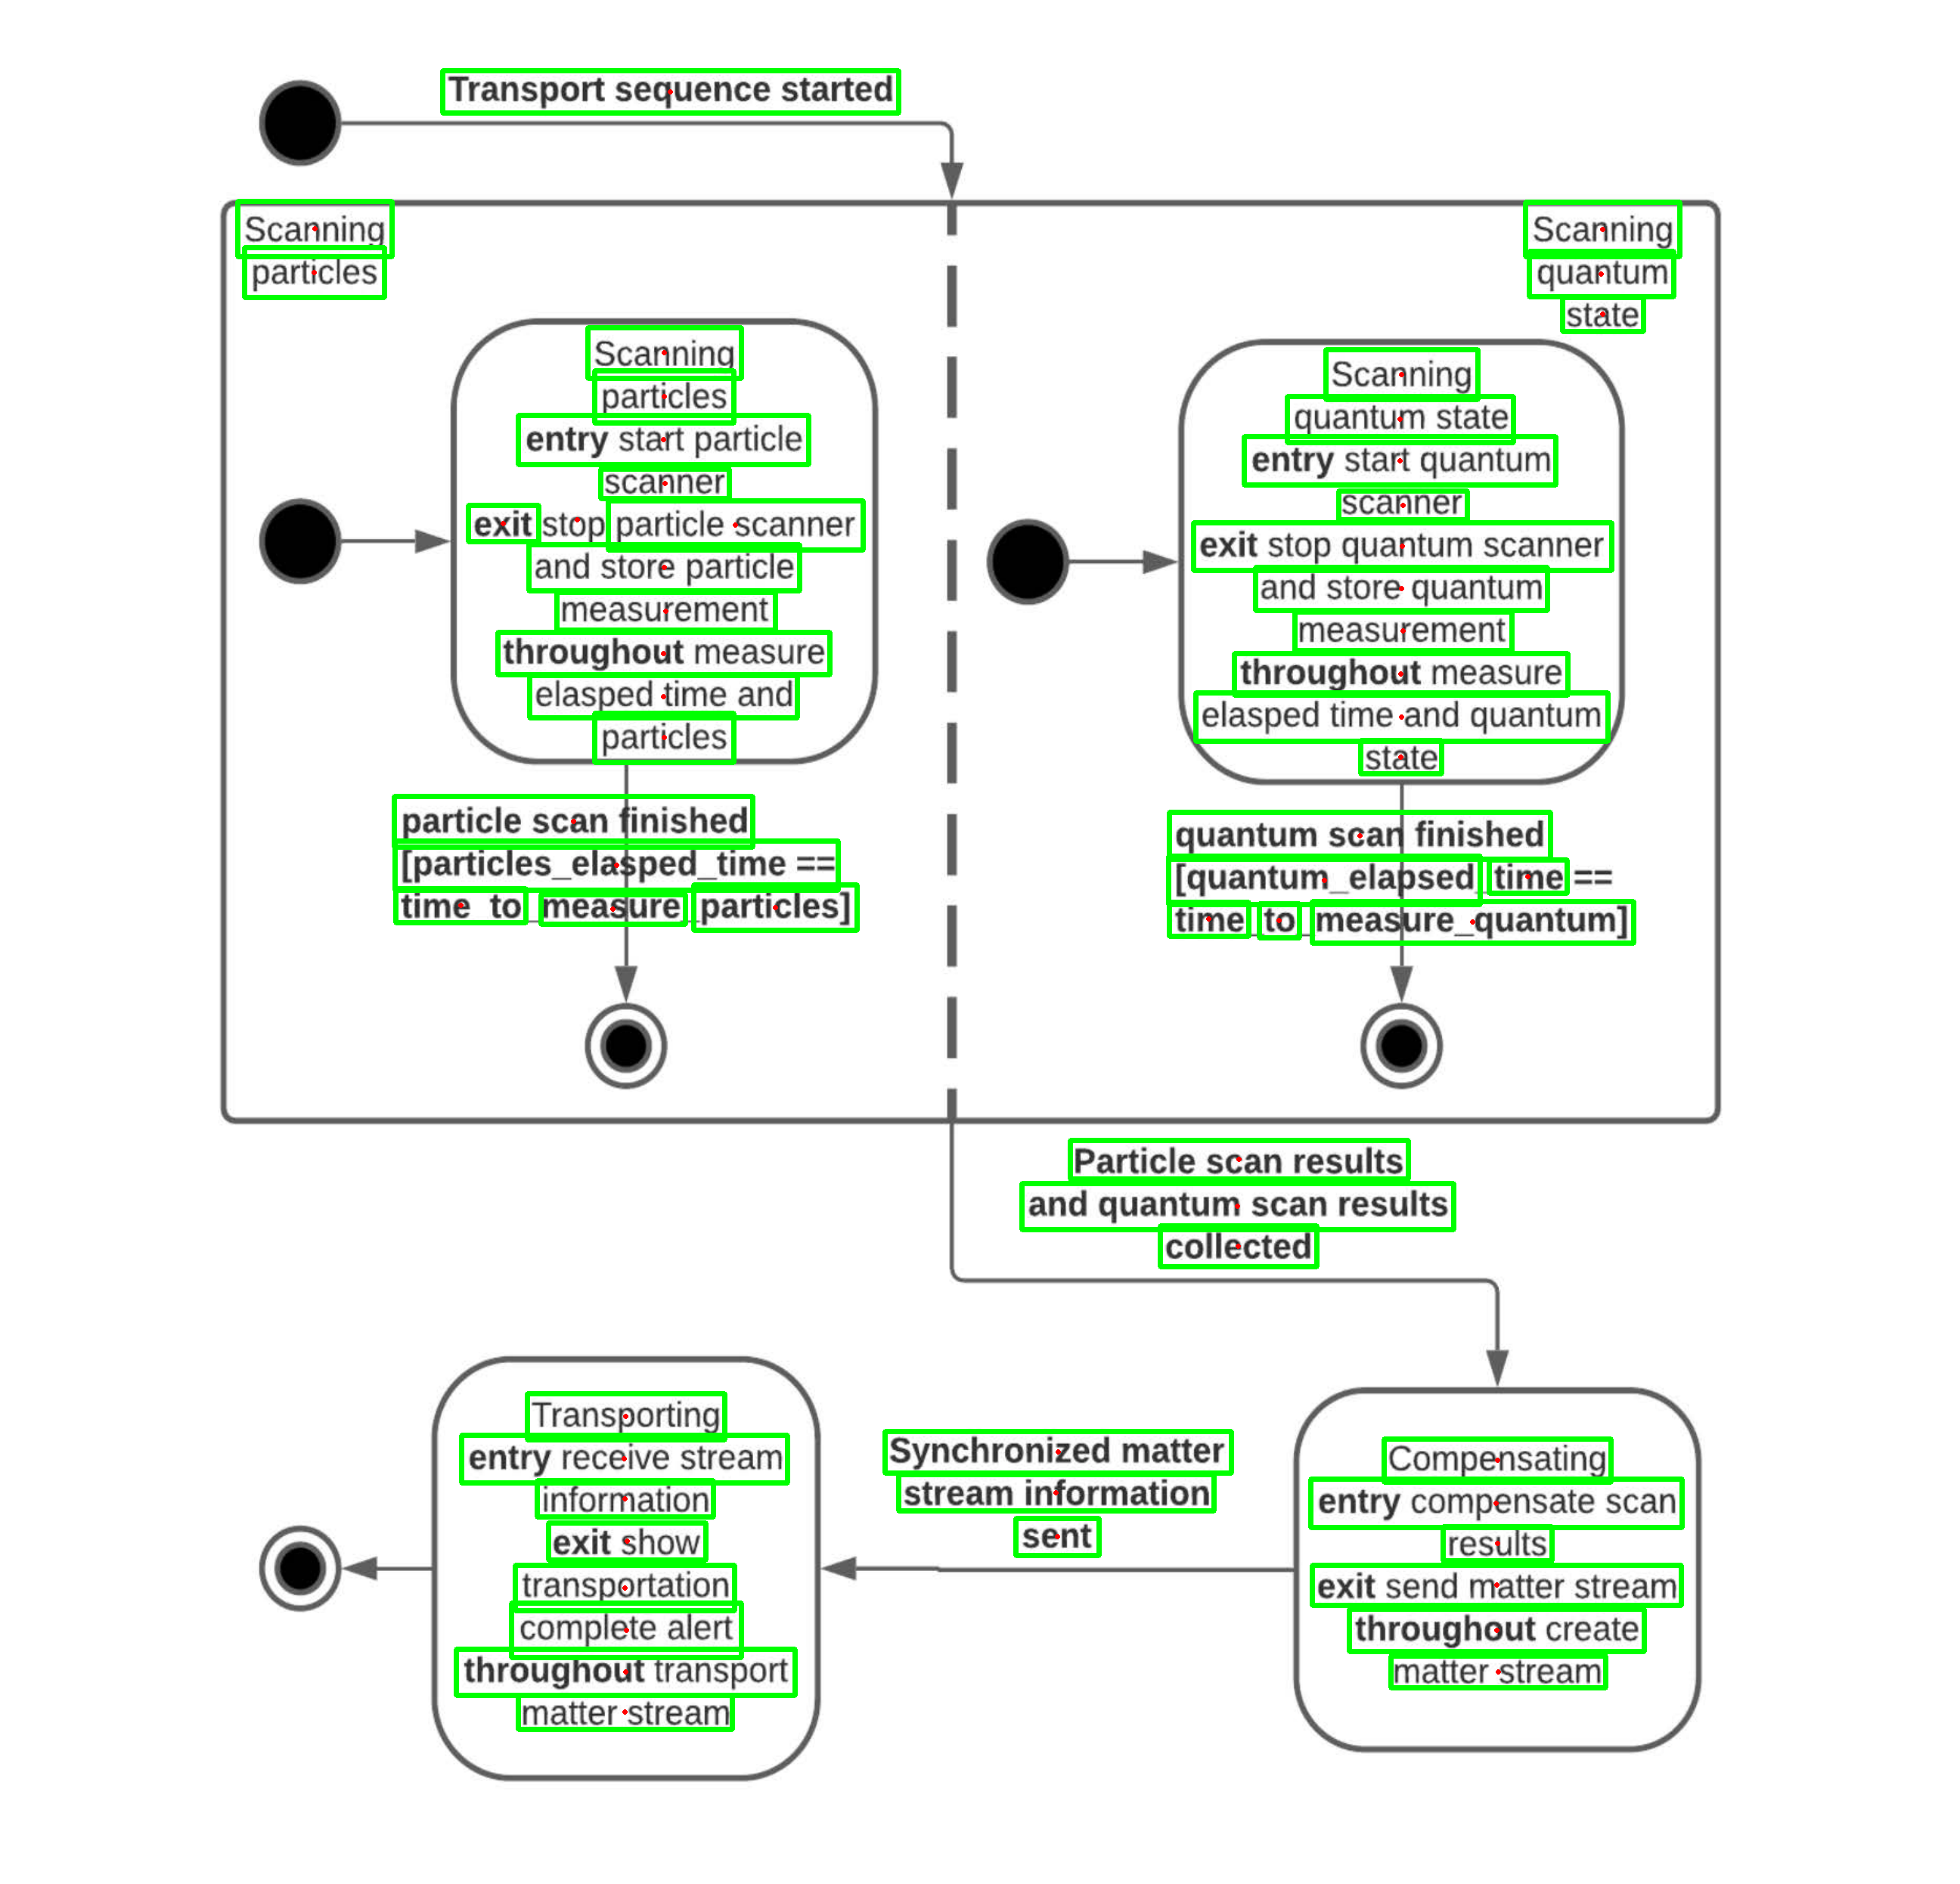 Transport sequence started
Scanning
particles
Scanning
quantum
state
Scanning
particles
entry start particle
scanner
exit stop particle scanner
and store particle
measurement
throughout measure
elasped time and
particles
Scanning
quantum state
entry start quantum
scanner
exit stop quantum scanner
and store quantum
measurement
throughout measure
elasped time and quantum
state
particle scan finished
[particles_elasped_time ==
time_to_measure_particles]
quantum scan finished
[quantum_elapsed_time ==
time_to_measure_quantum]
Particle scan results
and quantum scan results
collected
Transporting
entry receive stream
information
exit show
transportation
complete alert
throughout transport
matter stream
Synchronized matter
stream information
sent
Compensating
entry compensate scan
results
exit send matter stream
throughout create
matter stream